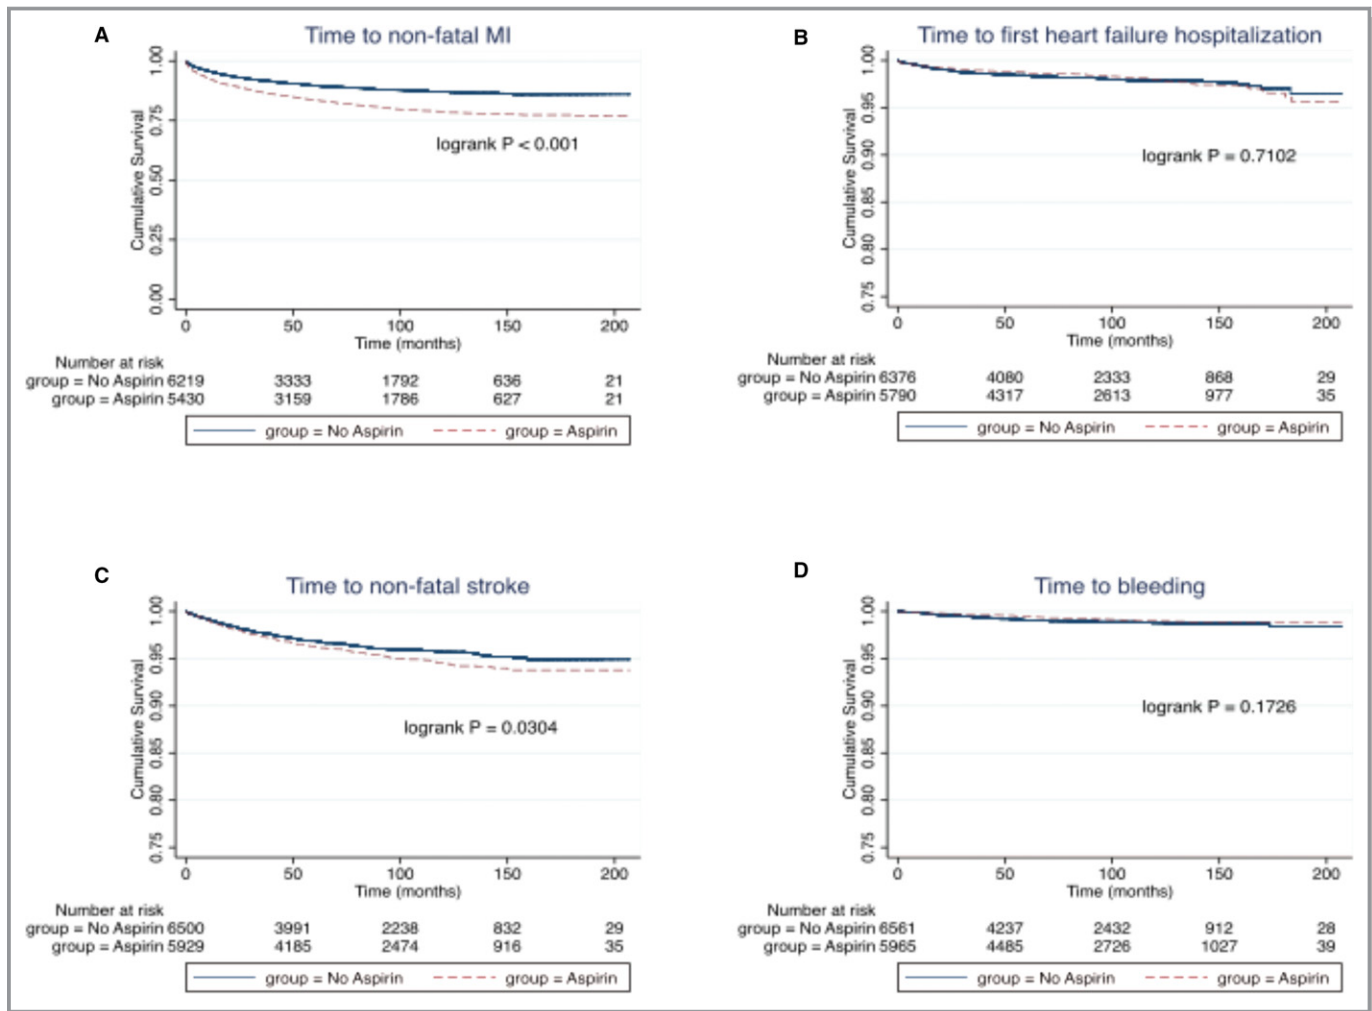 A
Time to non-fatal MI
Cumulative Survival
1.00
0.75
0.50
0.25
0.00
logrank P < 0.001
0 50 100 150 200
Time (months)
Number at risk
group = No Aspirin 6219 3333 1792 636 21
group = Aspirin 5430 3159 1786 627 21
group = No Aspirin group = Aspirin
B
Time to first heart failure hospitalization
Cumulative Survival
1.00
0.95
0.90
0.85
0.80
0.75
logrank P = 0.7102
0 50 100 150 200
Time (months)
Number at risk
group = No Aspirin 6376 4080 2333 868 29
group = Aspirin 5790 4317 2613 977 35
group = No Aspirin group = Aspirin
C
Time to non-fatal stroke
Cumulative Survival
1.00
0.95
0.90
0.85
0.80
0.75
logrank P = 0.0304
0 50 100 150 200
Time (months)
Number at risk
group = No Aspirin 6500 3991 2238 832 29
group = Aspirin 5929 4185 2474 916 35
group = No Aspirin group = Aspirin
D
Time to bleeding
Cumulative Survival
1.00
0.95
0.90
0.85
0.80
0.75
logrank P = 0.1726
0 50 100 150 200
Time (months)
Number at risk
group = No Aspirin 6561 4237 2432 912 28
group = Aspirin 5965 4485 2726 1027 39
group = No Aspirin group = Aspirin